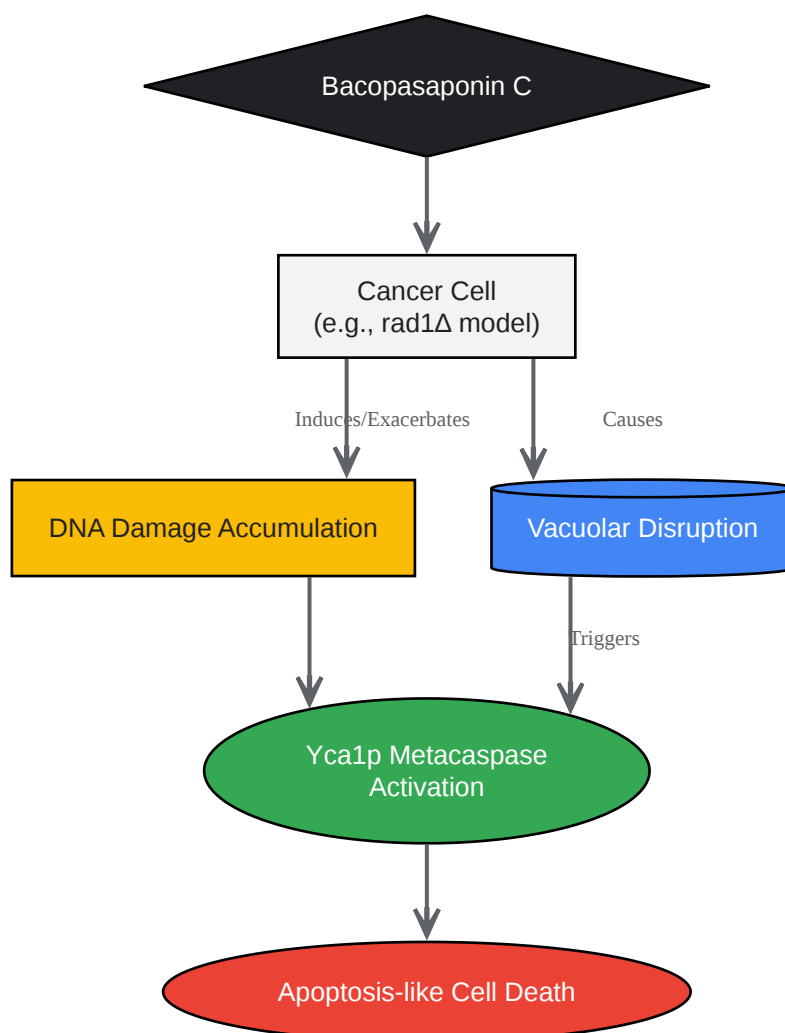 Bacopasaponin C
Cancer Cell
(e.g., rad1Δ model)
Induces/Exacerbates
Causes
DNA Damage Accumulation
Vacuolar Disruption
Triggers
Yca1p Metacaspase
Activation
Apoptosis-like Cell Death